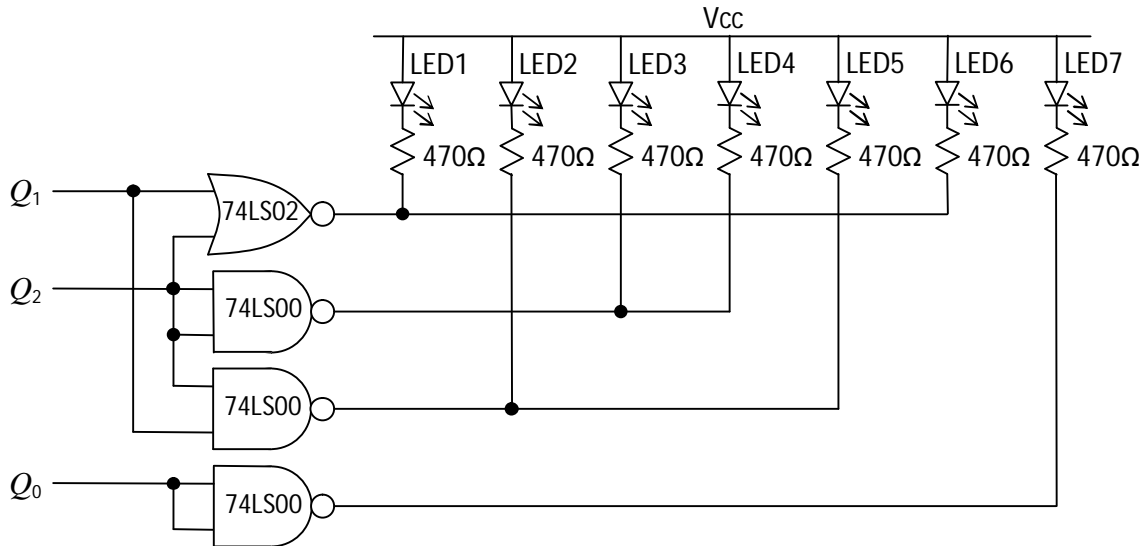 Vcc
LED1 LED2 LED3 LED4 LED5 LED6 LED7
470Ω 470Ω 470Ω 470Ω 470Ω 470Ω 470Ω
Q1
74LS02
Q2
74LS00
74LS00
Q0
74LS00